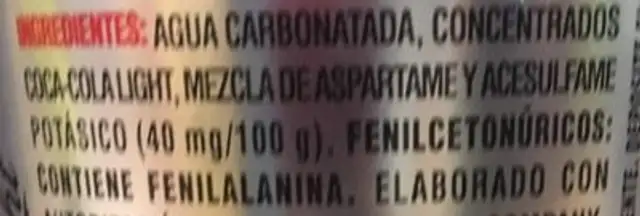 INGREDIENTES: AGUA CARBONATADA, CONCENTRADOS
COCA-COLA LIGHT, MEZCLA DE ASPARTAME Y ACESULFAME
POTÁSICO (40 mg/100 g). FENILCETONÚRICOS:
CONTIENE FENILALANINA. ELABORADO CON